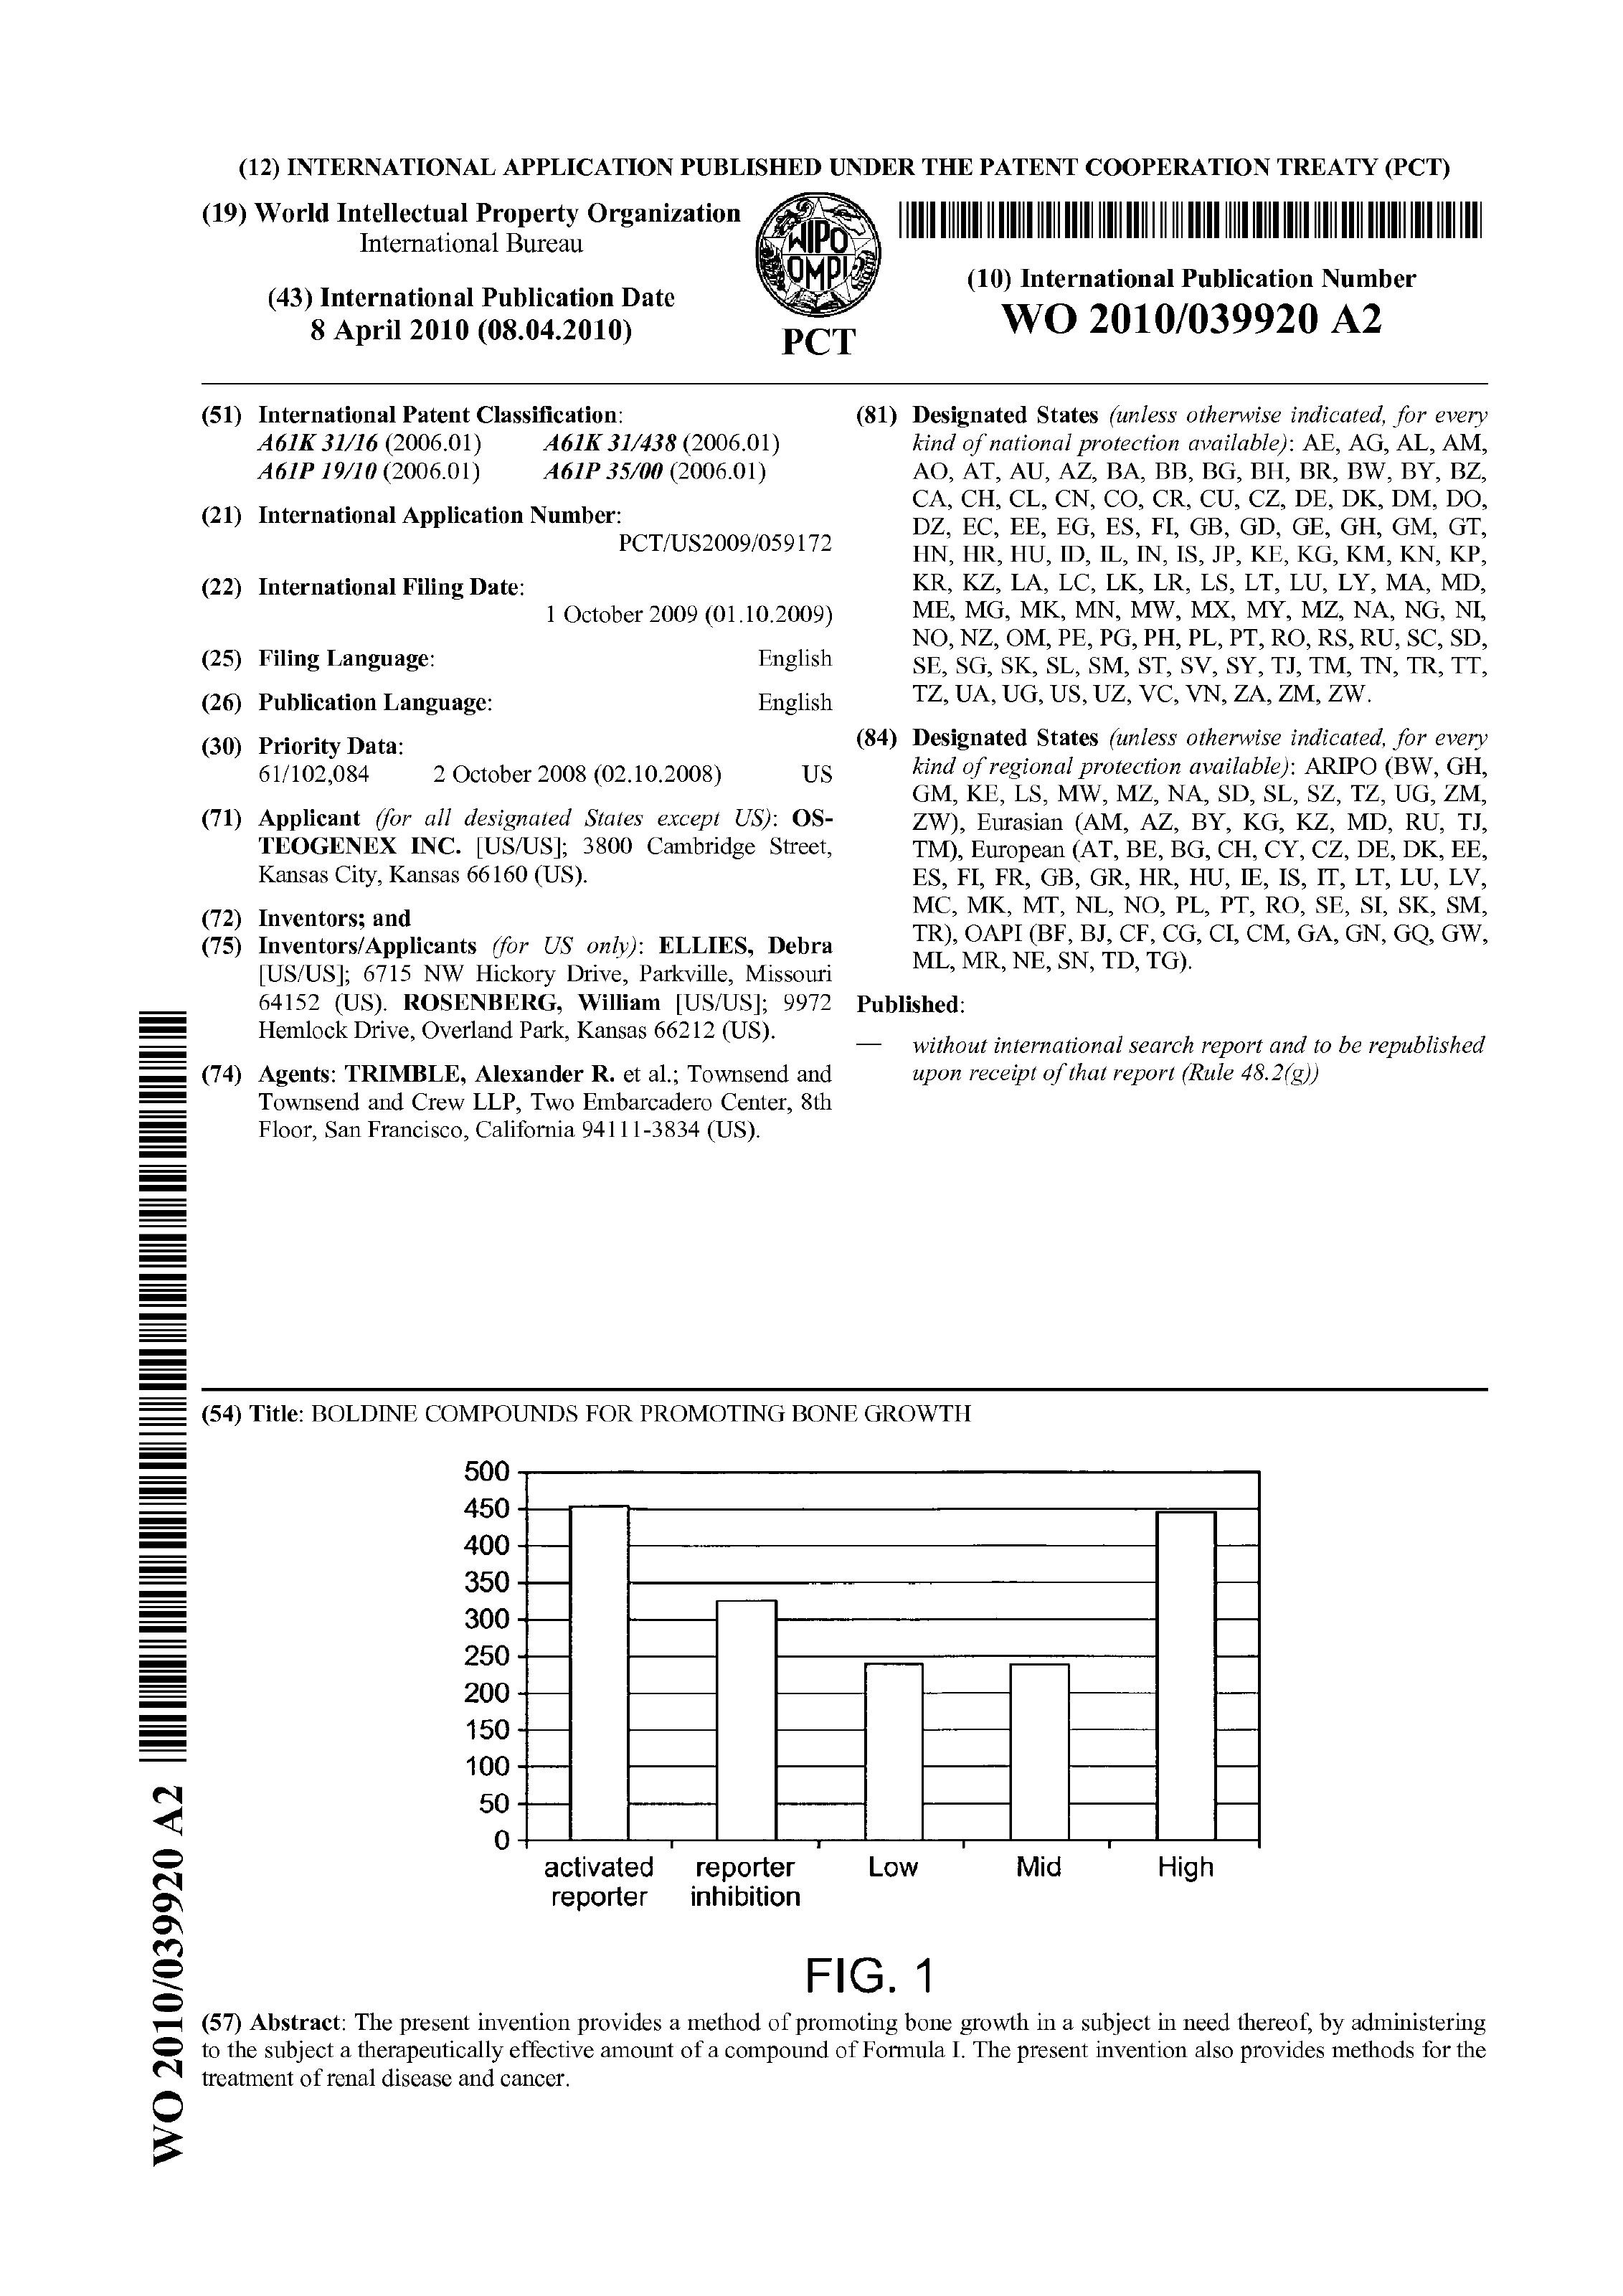 (12) INTERNATIONAL APPLICATION PUBLISHED UNDER THE PATENT COOPERATION TREATY (PCT)
(19) World Intellectual Property Organization
International Bureau
(43) International Publication Date
8 April 2010 (08.04.2010)
WIPO
OMPI
PCT
(10) International Publication Number
WO 2010/039920 A2
(51) International Patent Classification:
A61K 31/16 (2006.01) A61K 31/438 (2006.01)
A61P 19/10 (2006.01) A61P 35/00 (2006.01)
(21) International Application Number:
PCT/US2009/059172
(22) International Filing Date:
1 October 2009 (01.10.2009)
(25) Filing Language: English
(26) Publication Language: English
(30) Priority Data:
61/102,084 2 October 2008 (02.10.2008) US
(71) Applicant (for all designated States except US): OS-
TEOGENEX INC. [US/US]; 3800 Cambridge Street,
Kansas City, Kansas 66160 (US).
(72) Inventors; and
(75) Inventors/Applicants (for US only): ELLIES, Debra
[US/US]; 6715 NW Hickory Drive, Parkville, Missouri
64152 (US). ROSENBERG, William [US/US]; 9972
Hemlock Drive, Overland Park, Kansas 66212 (US).
(74) Agents: TRIMBLE, Alexander R. et al.; Townsend and
Townsend and Crew LLP, Two Embarcadero Center, 8th
Floor, San Francisco, California 94111-3834 (US).
(81) Designated States (unless otherwise indicated, for every
kind of national protection available): AE, AG, AL, AM,
AO, AT, AU, AZ, BA, BB, BG, BH, BR, BW, BY, BZ,
CA, CH, CL, CN, CO, CR, CU, CZ, DE, DK, DM, DO,
DZ, EC, EE, EG, ES, FI, GB, GD, GE, GH, GM, GT,
HN, HR, HU, ID, IL, IN, IS, JP, KE, KG, KM, KN, KP,
KR, KZ, LA, LC, LK, LR, LS, LT, LU, LY, MA, MD,
ME, MG, MK, MN, MW, MX, MY, MZ, NA, NG, NI,
NO, NZ, OM, PE, PG, PH, PL, PT, RO, RS, RU, SC, SD,
SE, SG, SK, SL, SM, ST, SV, SY, TJ, TM, TN, TR, TT,
TZ, UA, UG, US, UZ, VC, VN, ZA, ZM, ZW.
(84) Designated States (unless otherwise indicated, for every
kind of regional protection available): ARIPO (BW, GH,
GM, KE, LS, MW, MZ, NA, SD, SL, SZ, TZ, UG, ZM,
ZW), Eurasian (AM, AZ, BY, KG, KZ, MD, RU, TJ,
TM), European (AT, BE, BG, CH, CY, CZ, DE, DK, EE,
ES, FI, FR, GB, GR, HR, HU, IE, IS, IT, LT, LU, LV,
MC, MK, MT, NL, NO, PL, PT, RO, SE, SI, SK, SM,
TR), OAPI (BF, BJ, CF, CG, CI, CM, GA, GN, GQ, GW,
ML, MR, NE, SN, TD, TG).
Published:
— without international search report and to be republished
upon receipt of that report (Rule 48.2(g))
(54) Title: BOLDINE COMPOUNDS FOR PROMOTING BONE GROWTH
500
450
400
350
300
250
200
150
100
50
0
activated reporter Low Mid High
reporter inhibition
FIG. 1
(57) Abstract: The present invention provides a method of promoting bone growth in a subject in need thereof, by administering
to the subject a therapeutically effective amount of a compound of Formula I. The present invention also provides methods for the
treatment of renal disease and cancer.
WO 2010/039920 A2